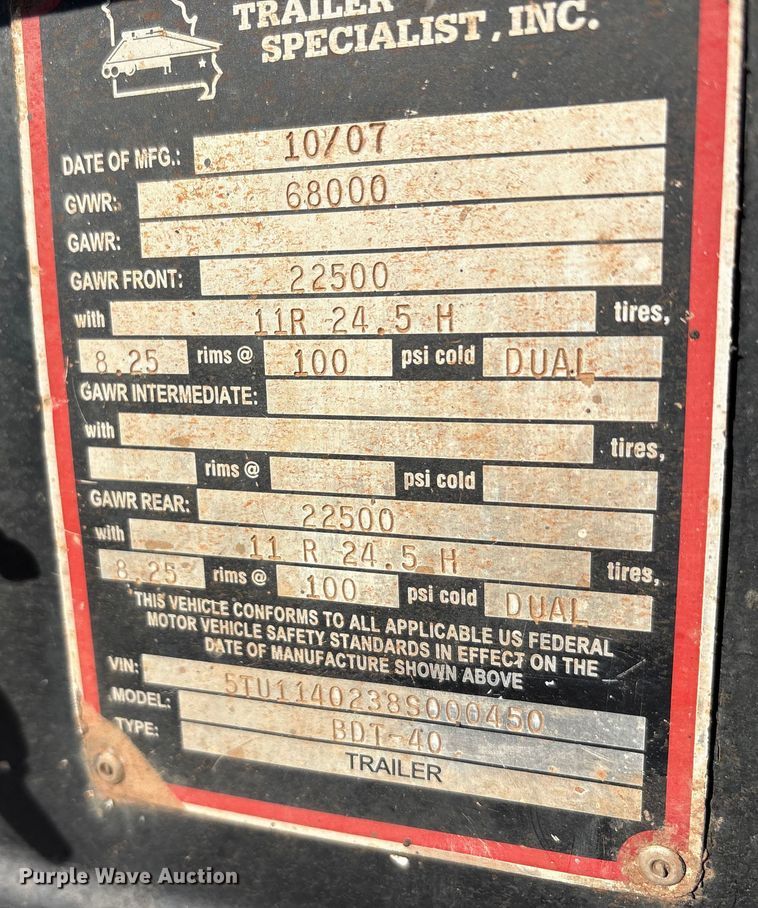 TRAILER
SPECIALIST, INC.
DATE OF MFG.: 10/07
GVWR: 68000
GAWR:
GAWR FRONT: 22500
with 11R 24.5 H tires,
8.25 rims @ 100 psi cold DUAL
GAWR INTERMEDIATE:
with tires,
rims @ psi cold
GAWR REAR: 22500
with 11 R 24.5 H tires,
8.25 rims @ 100 psi cold DUAL
THIS VEHICLE CONFORMS TO ALL APPLICABLE US FEDERAL
MOTOR VEHICLE SAFETY STANDARDS IN EFFECT ON THE
DATE OF MANUFACTURE SHOWN ABOVE
VIN: 5TU1140238S000450
MODEL: BDT-40
TYPE: TRAILER
Purple Wave Auction